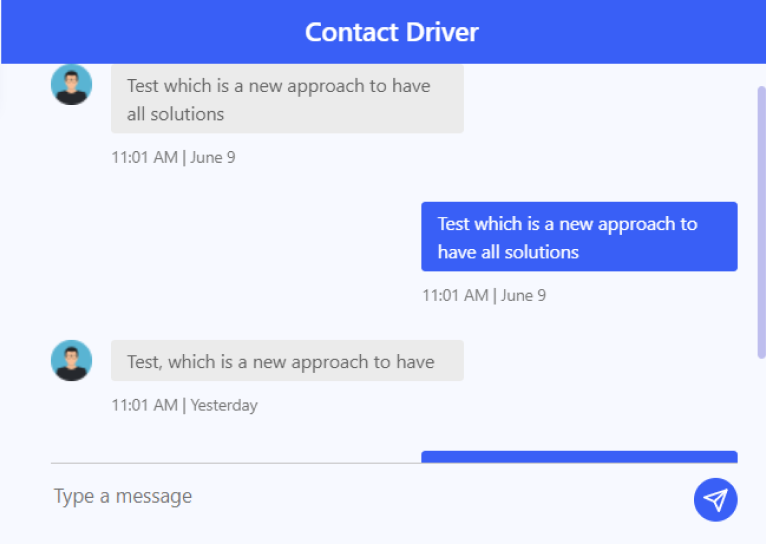 Contact Driver
Test which is a new approach to have
all solutions
11:01 AM | June 9
Test which is a new approach to
have all solutions
11:01 AM | June 9
Test, which is a new approach to have
11:01 AM | Yesterday
Type a message